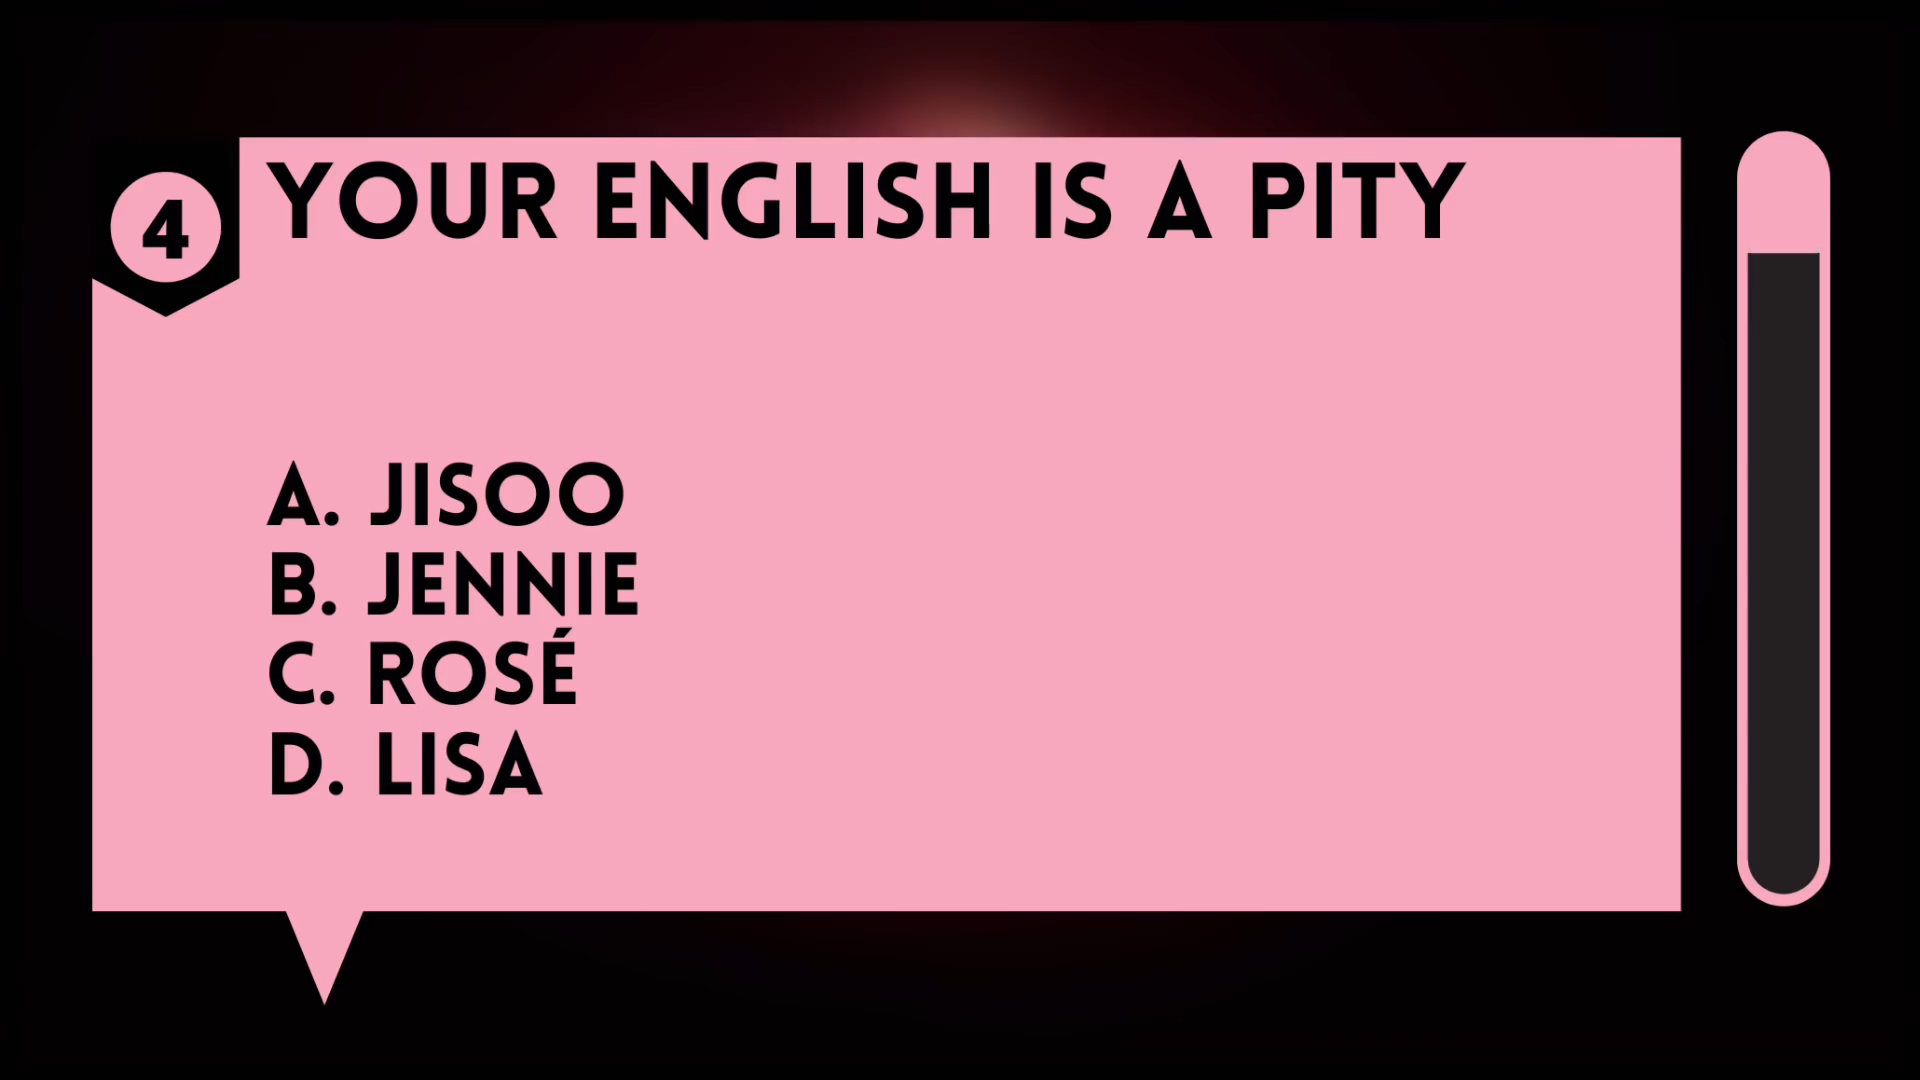 4
YOUR ENGLISH IS A PITY
A. JISOO
B. JENNIE
C. ROSÉ
D. LISA